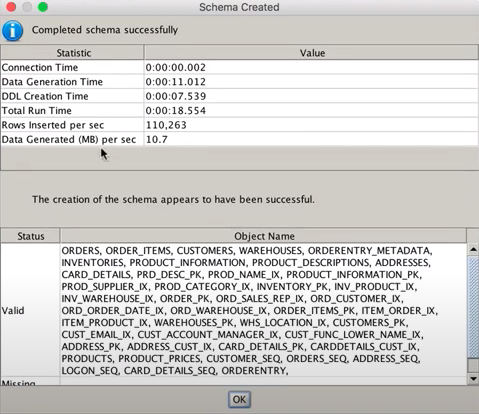 Schema Created
Completed schema successfully
Statistic Value
Connection Time 0:00:00.002
Data Generation Time 0:00:11.012
DDL Creation Time 0:00:07.539
Total Run Time 0:00:18.554
Rows Inserted per sec 110,263
Data Generated (MB) per sec 10.7
The creation of the schema appears to have been successful.
Status Object Name
ORDERS, ORDER_ITEMS, CUSTOMERS, WAREHOUSES, ORDERENTRY_METADATA,
INVENTORIES, PRODUCT_INFORMATION, PRODUCT_DESCRIPTIONS, ADDRESSES,
CARD_DETAILS, PRD_DESC_PK, PROD_NAME_IX, PRODUCT_INFORMATION_PK,
PROD_SUPPLIER_IX, PROD_CATEGORY_IX, INVENTORY_PK, INV_PRODUCT_IX,
INV_WAREHOUSE_IX, ORDER_PK, ORD_SALES_REP_IX, ORD_CUSTOMER_IX,
ORD_ORDER_DATE_IX, ORD_WAREHOUSE_IX, ORDER_ITEMS_PK, ITEM_ORDER_IX,
Valid ITEM_PRODUCT_IX, WAREHOUSES_PK, WHS_LOCATION_IX, CUSTOMERS_PK,
CUST_EMAIL_IX, CUST_ACCOUNT_MANAGER_IX, CUST_FUNC_LOWER_NAME_IX,
ADDRESS_PK, ADDRESS_CUST_IX, CARD_DETAILS_PK, CARDDETAILS_CUST_IX,
PRODUCTS, PRODUCT_PRICES, CUSTOMER_SEQ, ORDERS_SEQ, ADDRESS_SEQ,
LOGON_SEQ, CARD_DETAILS_SEQ, ORDERENTRY,
Missing
OK